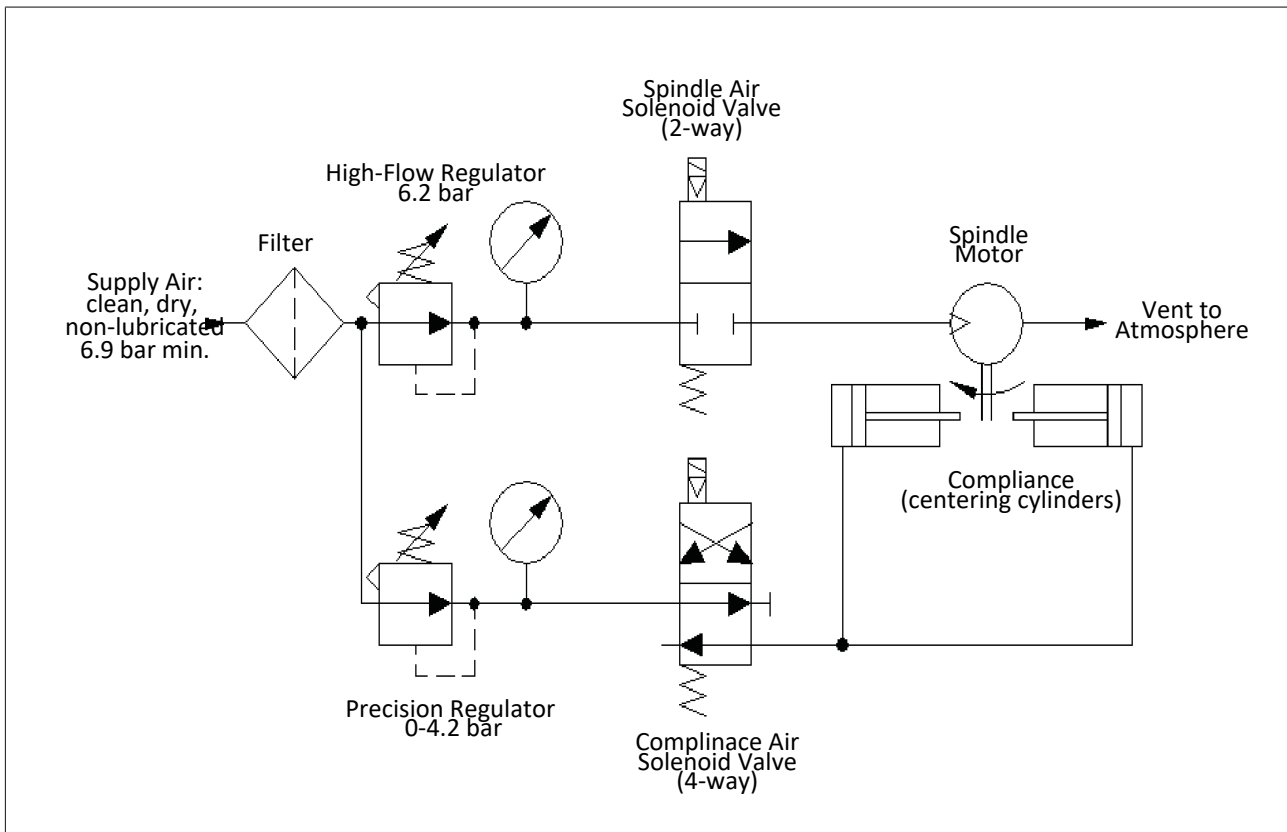 Spindle Air
Solenoid Valve
(2-way)
High-Flow Regulator
6.2 bar
Filter
Spindle
Motor
Supply Air:
clean, dry,
non-lubricated
6.9 bar min.
Vent to
Atmosphere
Compliance
(centering cylinders)
Precision Regulator
0-4.2 bar
Complinace Air
Solenoid Valve
(4-way)